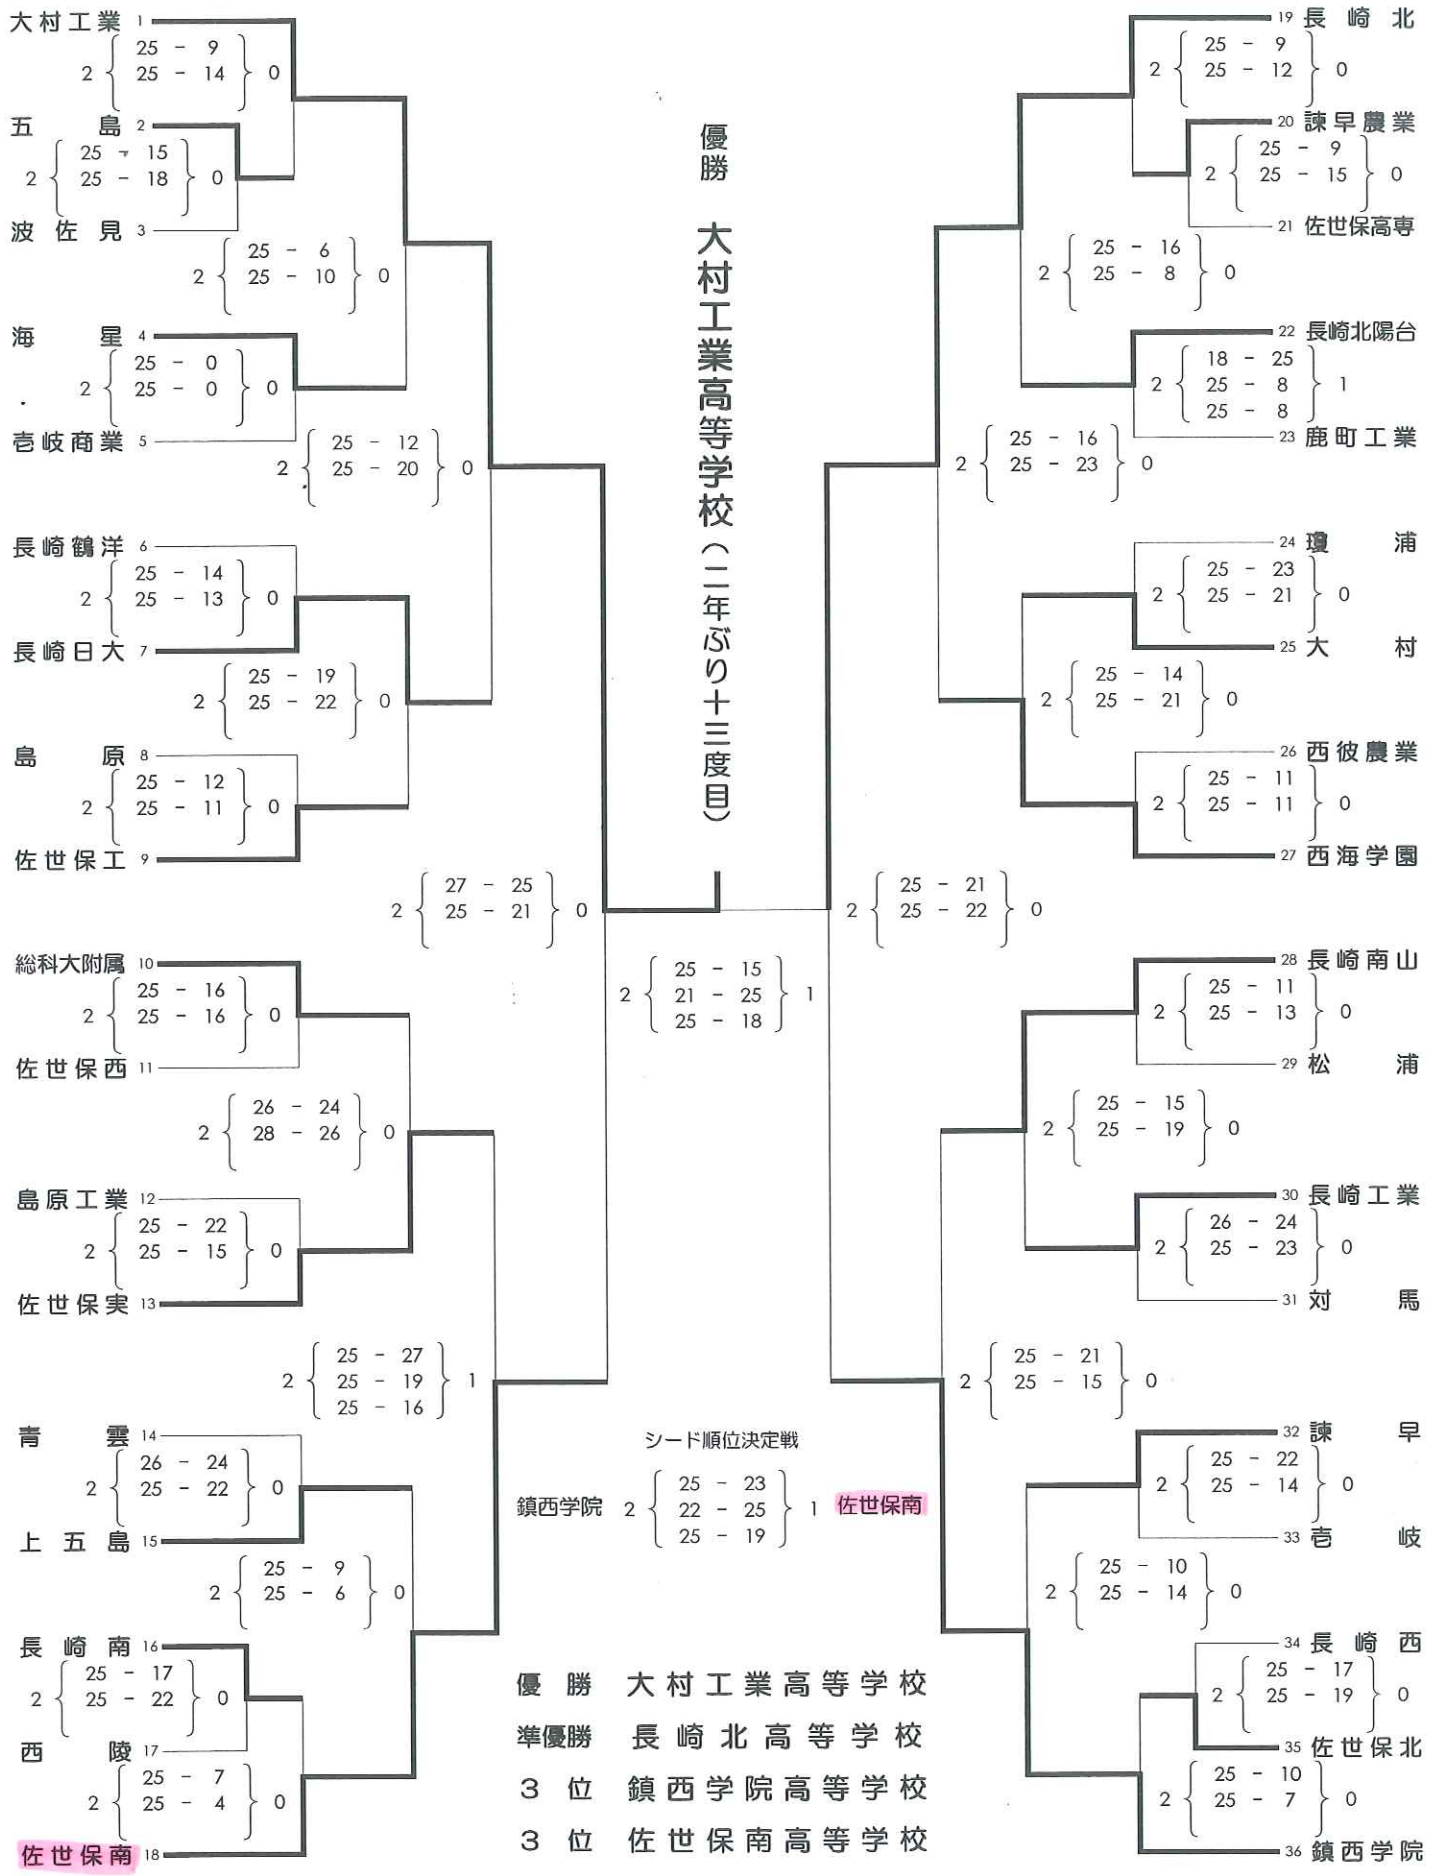 大村工業 1
2 25 - 9 0
25 - 14
五島 2
2 25 - 15 0
25 - 18
波佐見 3
2 25 - 6 0
25 - 10
海星 4
2 25 - 0 0
25 - 0
壱岐商業 5
2 25 - 12 0
25 - 20
長崎鶴洋 6
2 25 - 14 0
25 - 13
長崎日大 7
2 25 - 19 0
25 - 22
島原 8
2 25 - 12 0
25 - 11
佐世保工 9
2 27 - 25 0
25 - 21
総科大附属 10
2 25 - 16 0
25 - 16
佐世保西 11
2 26 - 24 0
28 - 26
島原工業 12
2 25 - 22 0
25 - 15
佐世保実 13
2 25 - 27 1
25 - 19
25 - 16
青雲 14
2 26 - 24 0
25 - 22
上五島 15
2 25 - 9 0
25 - 6
長崎南 16
2 25 - 17 0
25 - 22
西陵 17
2 25 - 7 0
25 - 4
佐世保南 18
優勝 大村工業高等学校(二年ぶり十三度目)
2 25 - 15 1
21 - 25
25 - 18
シード順位決定戦
鎮西学院 2 25 - 23 1 佐世保南
22 - 25
25 - 19
優勝 大村工業高等学校
準優勝 長崎北高等学校
3位 鎮西学院高等学校
3位 佐世保南高等学校
19 長崎北
2 25 - 9 0
25 - 12
20 諫早農業
2 25 - 9 0
25 - 15
21 佐世保高専
2 25 - 16 0
25 - 8
22 長崎北陽台
2 18 - 25 1
25 - 8
25 - 8
23 鹿町工業
2 25 - 16 0
25 - 23
24 瓊浦
2 25 - 23 0
25 - 21
25 大村
2 25 - 14 0
25 - 21
26 西彼農業
2 25 - 11 0
25 - 11
27 西海学園
2 25 - 21 0
25 - 22
28 長崎南山
2 25 - 11 0
25 - 13
29 松浦
2 25 - 15 0
25 - 19
30 長崎工業
2 26 - 24 0
25 - 23
31 対馬
2 25 - 21 0
25 - 15
32 諫早
2 25 - 22 0
25 - 14
33 壱岐
2 25 - 10 0
25 - 14
34 長崎西
2 25 - 17 0
25 - 19
35 佐世保北
2 25 - 10 0
25 - 7
36 鎮西学院